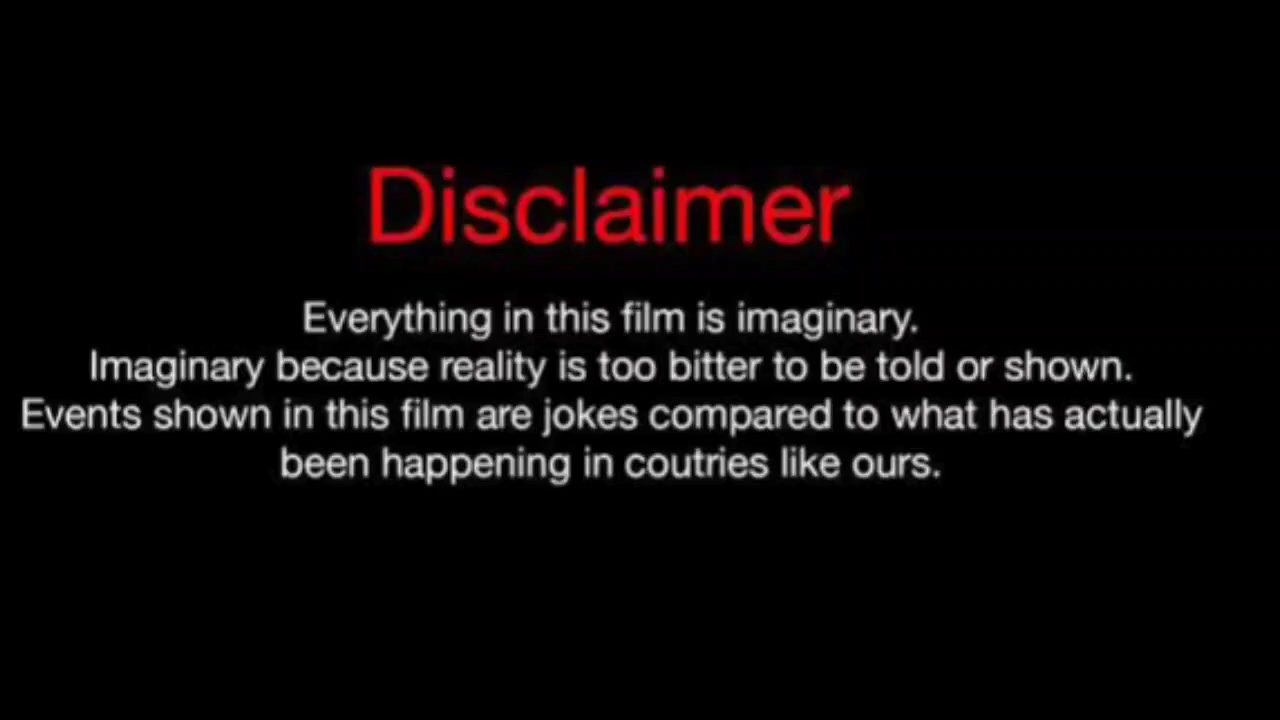 Disclaimer
Everything in this film is imaginary.
Imaginary because reality is too bitter to be told or shown.
Events shown in this film are jokes compared to what has actually
been happening in coutries like ours.